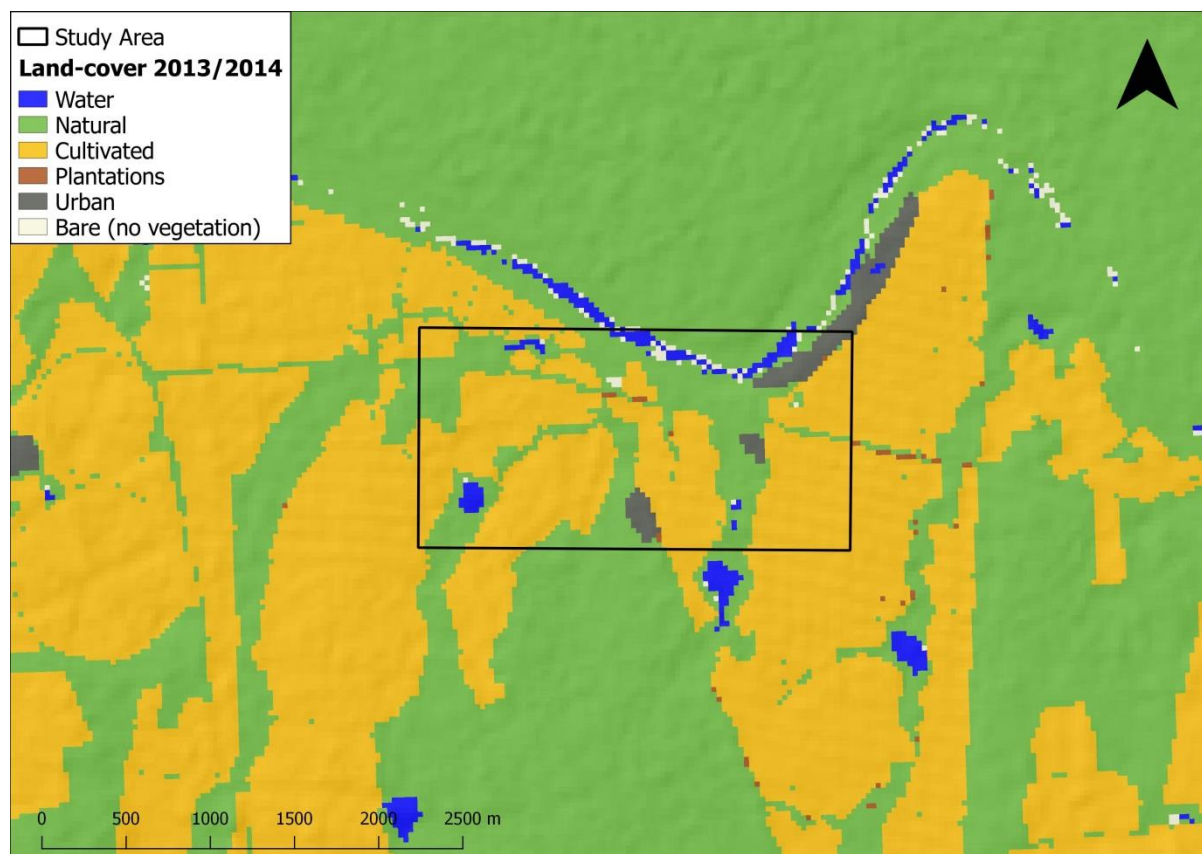 Study Area
Land-cover 2013/2014
Water
Natural
Cultivated
Plantations
Urban
Bare (no vegetation)
0 500 1000 1500 2000 2500 m